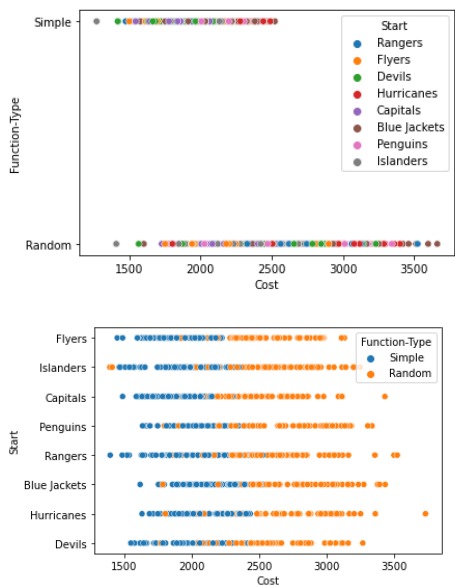 Simple
Start
Rangers
Flyers
Devils
Hurricanes
Capitals
Blue Jackets
Penguins
Islanders
Function-Type
Random
1500 2000 2500 3000 3500
Cost
Flyers
Function-Type
Simple
Random
Islanders
Capitals
Penguins
Start
Rangers
Blue Jackets
Hurricanes
Devils
1500 2000 2500 3000 3500
Cost